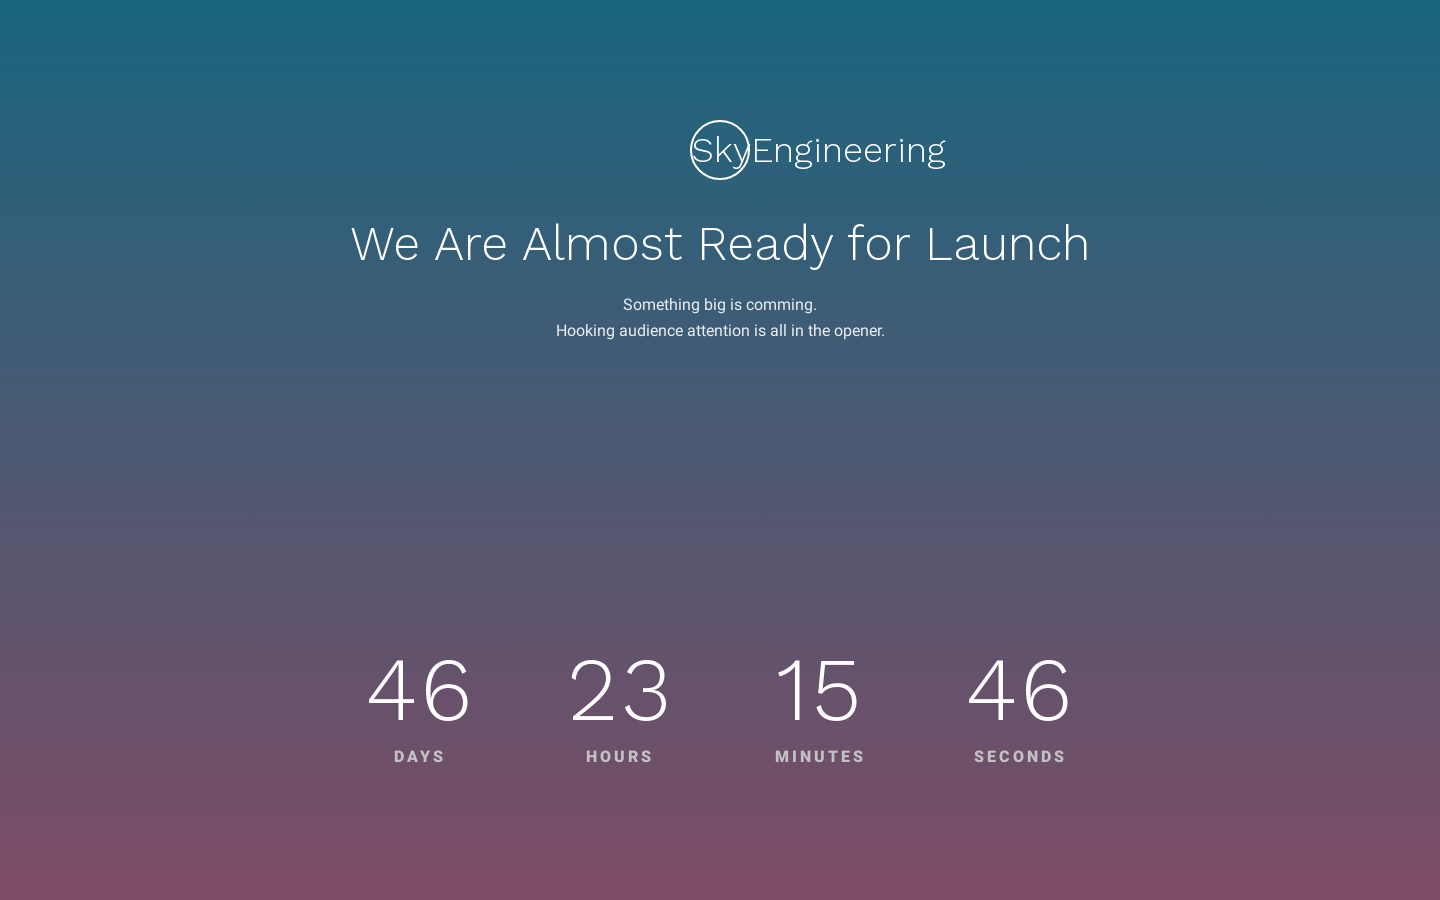 SkyEngineering
We Are Almost Ready for Launch
Something big is comming.
Hooking audience attention is all in the opener.
46 23 15 46
DAYS HOURS MINUTES SECONDS